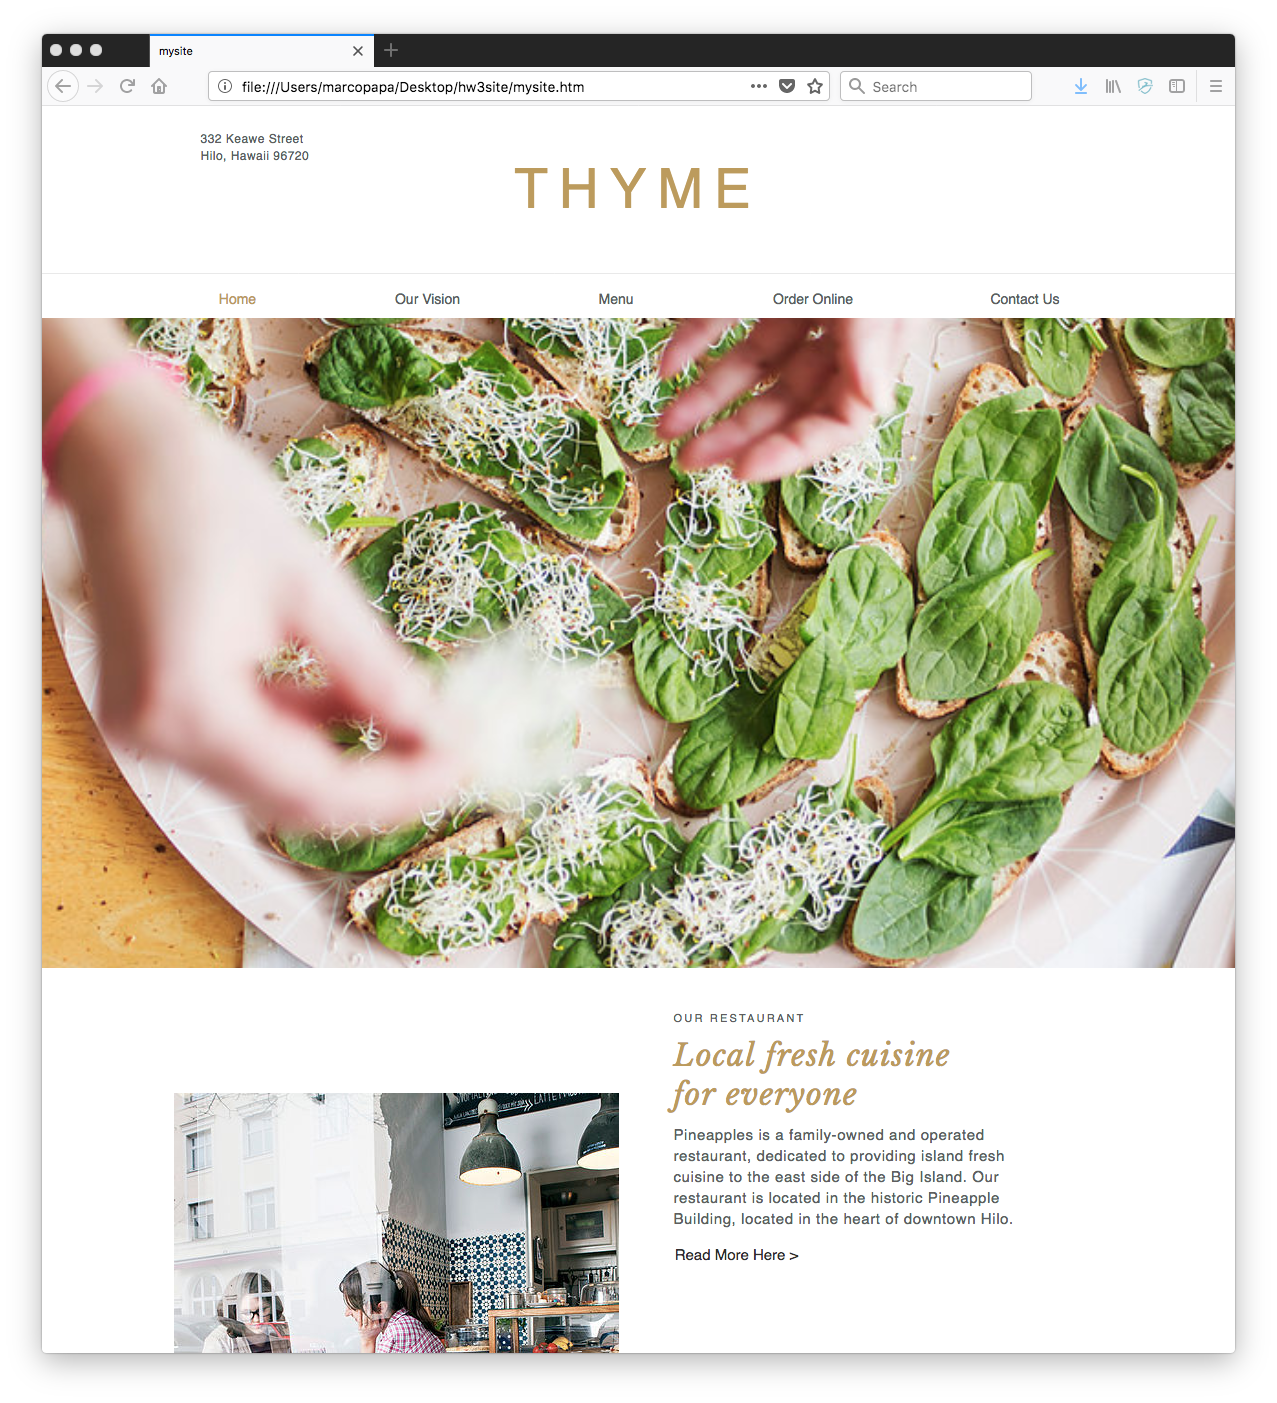 mysite
file:///Users/marcopapa/Desktop/hw3site/mysite.htm
Search
332 Keawe Street
Hilo, Hawaii 96720
THYME
Home
Our Vision
Menu
Order Online
Contact Us
OUR RESTAURANT
Local fresh cuisine
for everyone
Pineapples is a family-owned and operated
restaurant, dedicated to providing island fresh
cuisine to the east side of the Big Island. Our
restaurant is located in the historic Pineapple
Building, located in the heart of downtown Hilo.
Read More Here >